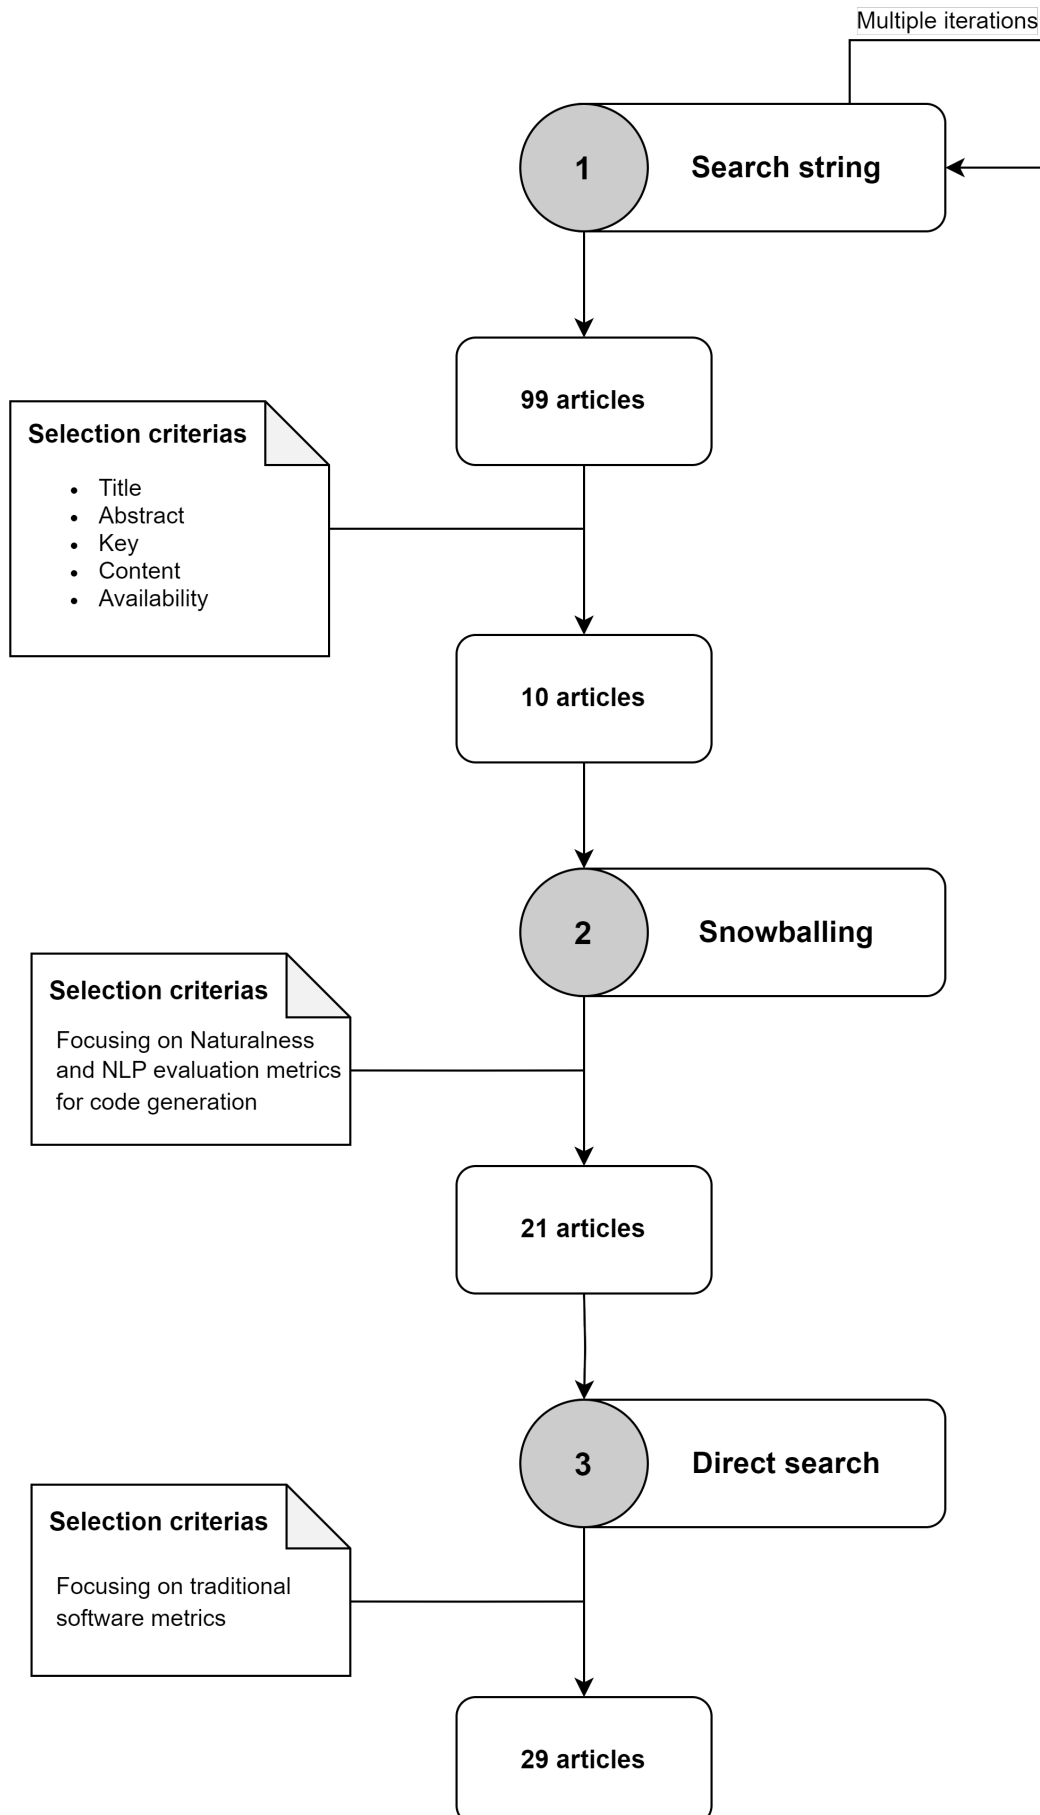 Multiple iterations
1
Search string
99 articles
Selection criterias
• Title
• Abstract
• Key
• Content
• Availability
10 articles
2
Snowballing
Selection criterias
Focusing on Naturalness
and NLP evaluation metrics
for code generation
21 articles
3
Direct search
Selection criterias
Focusing on traditional
software metrics
29 articles